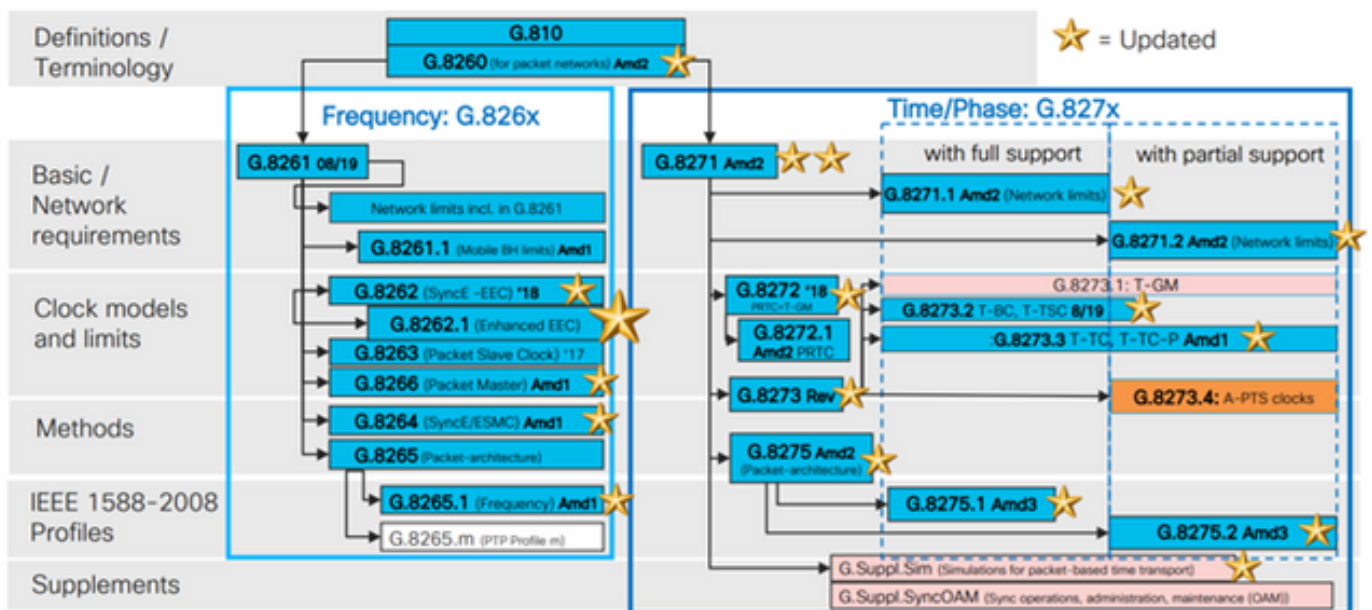 Definitions /
Terminology
G.810
G.8260 (for packet networks) Amd2
= Updated
Frequency: G.826x
Time/Phase: G.827x
Basic /
Network
requirements
G.8261 08/19
Network limits incl. in G.8261
G.8261.1 (Mobile BH limits) Amd1
G.8271 Amd2
with full support
with partial support
G.8271.1 Amd2 (Network limits)
G.8271.2 Amd2 (Network limits)
Clock models
and limits
G.8262 (SyncE -EEC) '18
G.8262.1 (Enhanced EEC)
G.8263 (Packet Slave Clock) '17
G.8266 (Packet Master) Amd1
G.8272 '18
PRTC+T-GM
G.8272.1
Amd2 PRTC
G.8273 Rev
G.8273.1: T-GM
G.8273.2 T-BC, T-TSC 8/19
:G.8273.3 T-TC, T-TC-P Amd1
G.8273.4: A-PTS clocks
Methods
G.8264 (SyncE/ESMC) Amd1
G.8265 (Packet-architecture)
G.8275 Amd2
(Packet-architecture)
IEEE 1588-2008
Profiles
G.8265.1 (Frequency) Amd1
G.8265.m (PTP Profile m)
G.8275.1 Amd3
G.8275.2 Amd3
Supplements
G.Suppl.Sim (Simulations for packet-based time transport)
G.Suppl.SyncOAM (Sync operations, administration, maintenance (OAM))